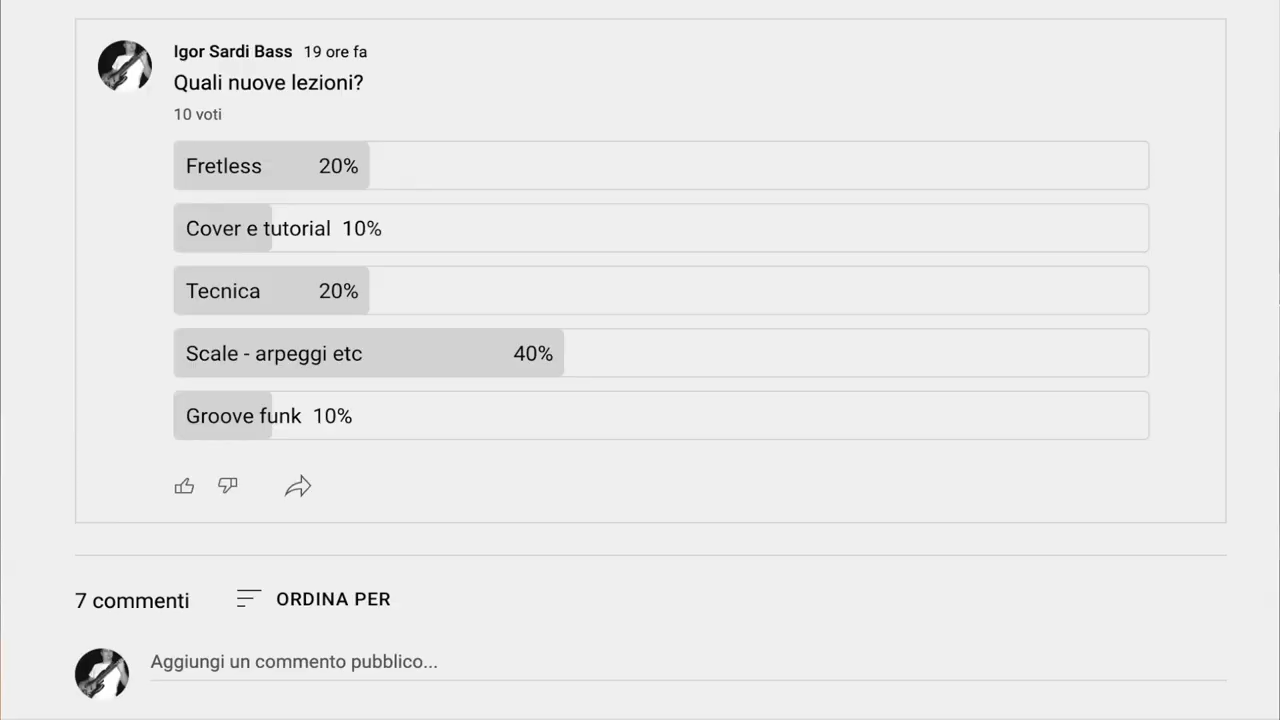 Igor Sardi Bass 19 ore fa
Quali nuove lezioni?
10 voti
Fretless 20%
Cover e tutorial 10%
Tecnica 20%
Scale - arpeggi etc 40%
Groove funk 10%
7 commenti ORDINA PER
Aggiungi un commento pubblico...